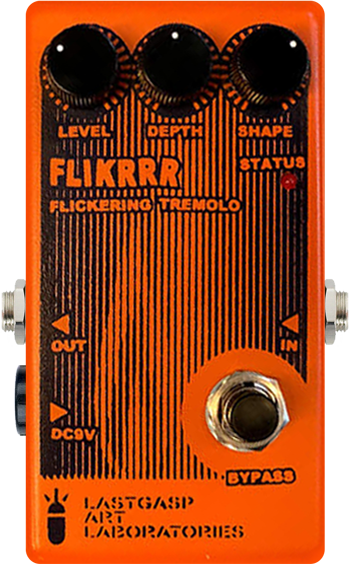 LEVEL DEPTH SHAPE
FLIKRRR
STATUS
FLICKERING TREMOLO
OUT IN
DC9V
BYPASS
LASTGASP
ART
LABORATORIES